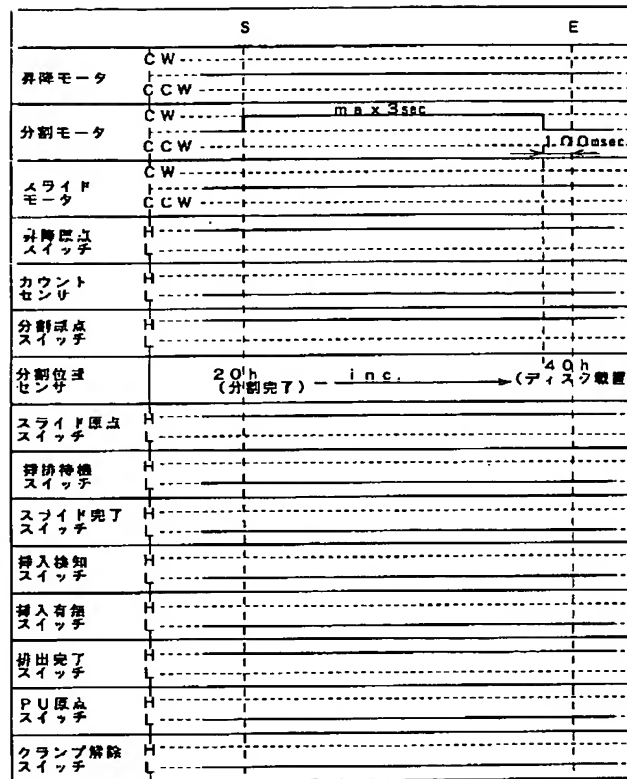 S E
昇降モータ CW
CCW
分割モータ CW max3sec
CCW 100msec
スライド
モータ CW
CCW
昇降原点
スイッチ H
L
カウント
センサ H
L
分割原点
スイッチ H
L
分割位置
センサ 20h inc. 40h
(分割完了) (ディスク載置
スライド原点
スイッチ H
L
挿排待機
スイッチ H
L
スライド完了
スイッチ H
L
挿入検知
スイッチ H
L
挿入有無
スイッチ H
L
排出完了
スイッチ H
L
PU原点
スイッチ H
L
クランプ解除
スイッチ H
L